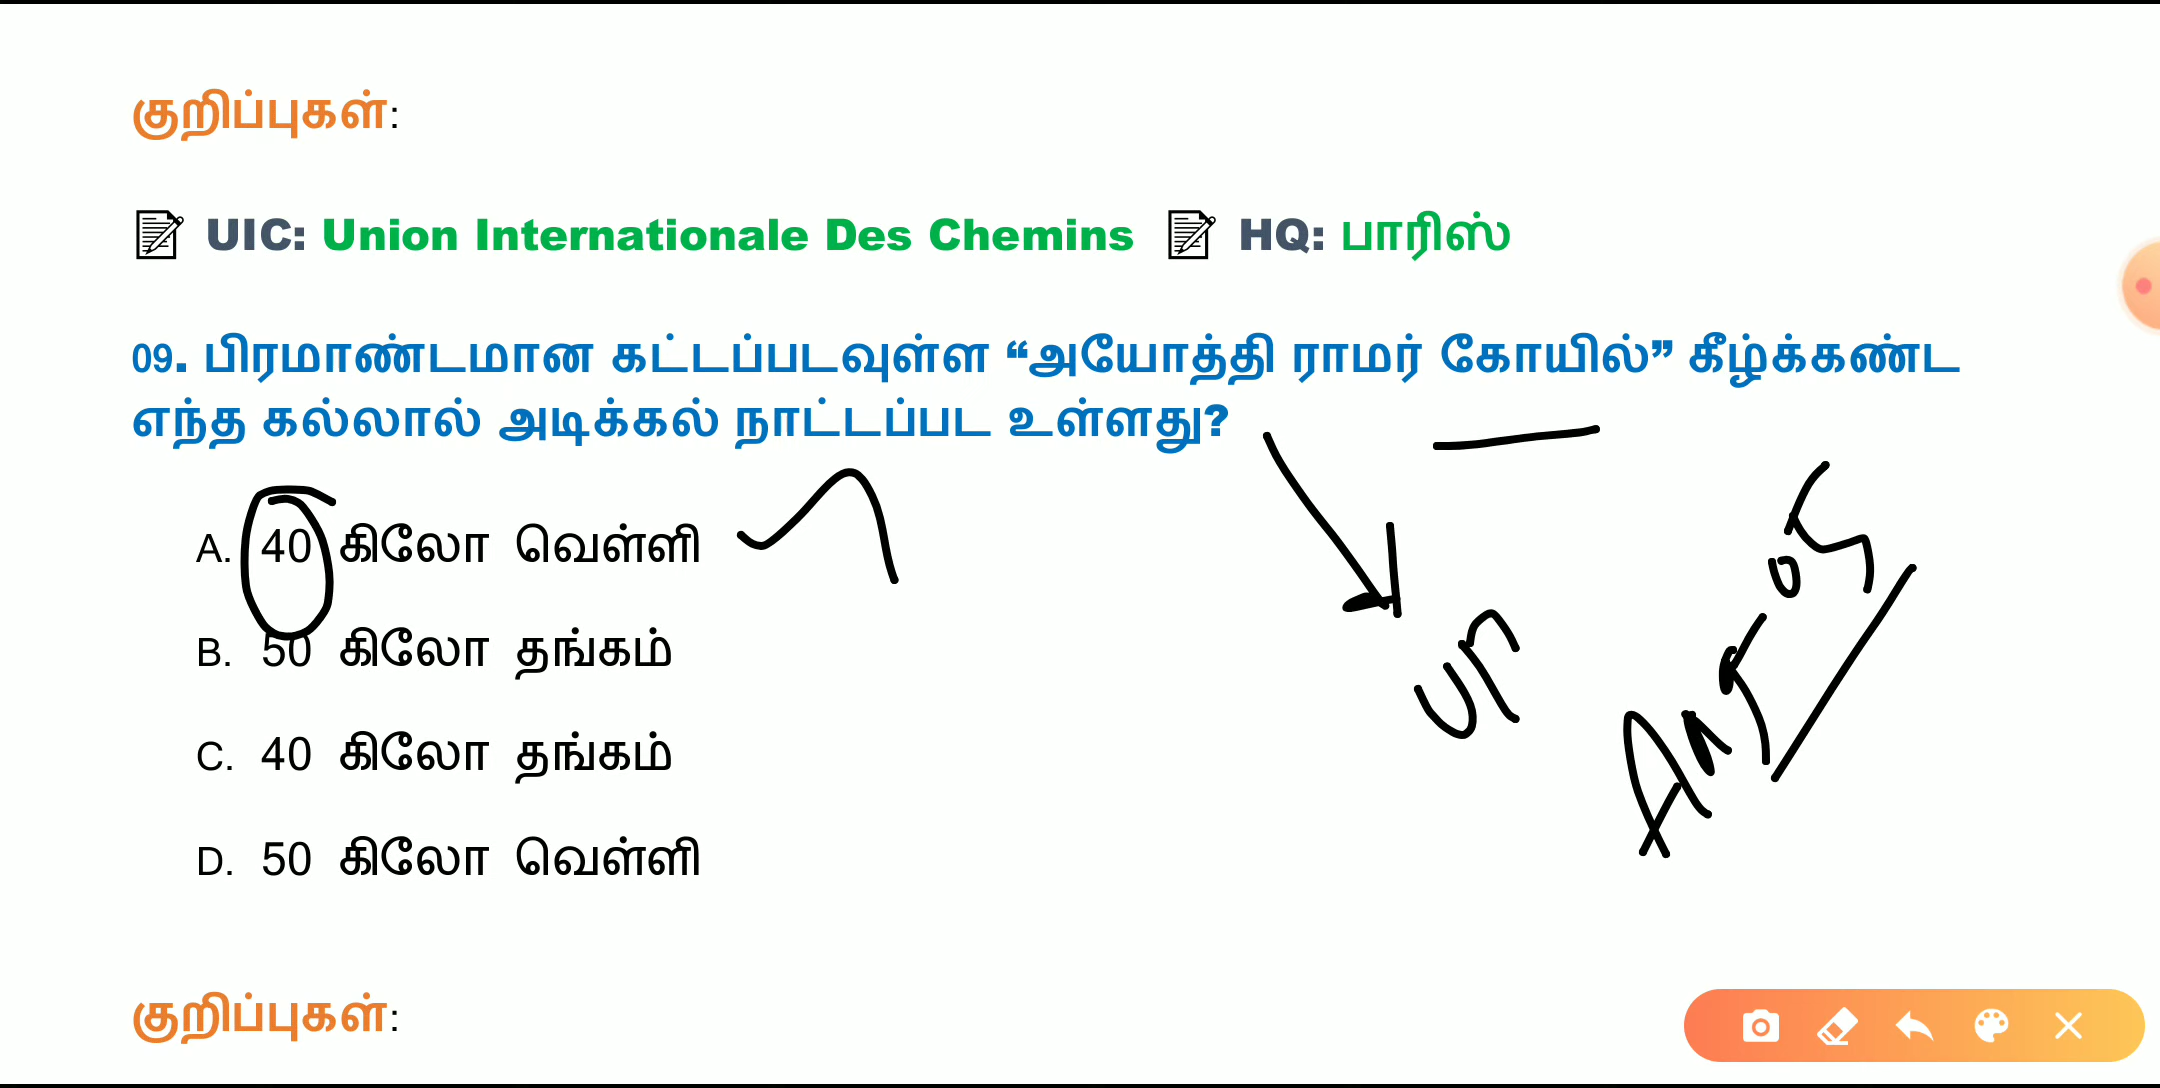 குறிப்புகள்:
UIC: Union Internationale Des Chemins HQ: பாரிஸ்
09. பிரமாண்டமான கட்டப்படவுள்ள “அயோத்தி ராமர் கோயில்” கீழ்க்கண்ட
எந்த கல்லால் அடிக்கல் நாட்டப்பட உள்ளது?
A. 40 கிலோ வெள்ளி
B. 50 கிலோ தங்கம்
C. 40 கிலோ தங்கம்
D. 50 கிலோ வெள்ளி
குறிப்புகள்: